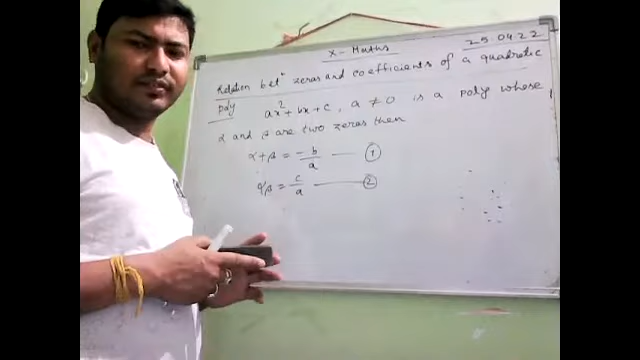 X - Maths
25.04.22
Relation betⁿ zeros and coefficients of a quadratic
Poly ax² + bx + c, a ≠ 0 is a poly whose
α and β are two zeros then
α + β = - b/a — ①
αβ = c/a — ②